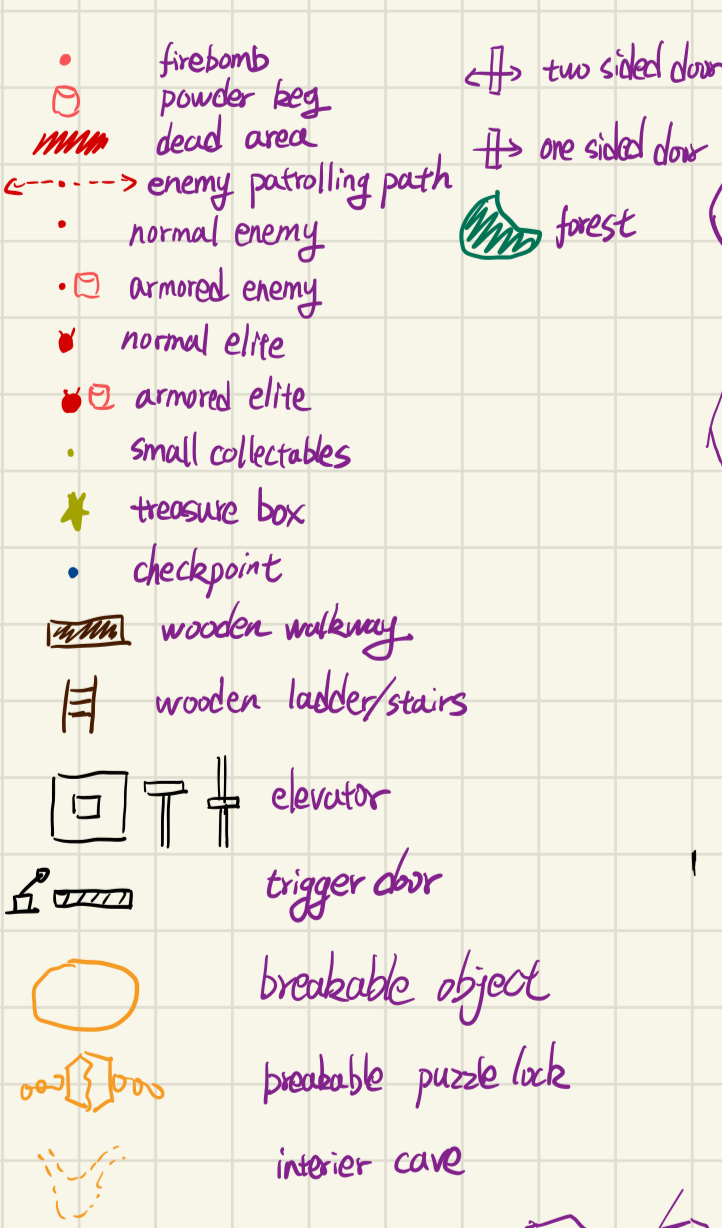 firebomb
powder keg
dead area
enemy patrolling path
normal enemy
armored enemy
normal elite
armored elite
small collectables
treasure box
checkpoint
wooden walkway
wooden ladder/stairs
elevator
trigger door
breakable object
breakable puzzle lock
interier cave
two sided door
one sided door
forest